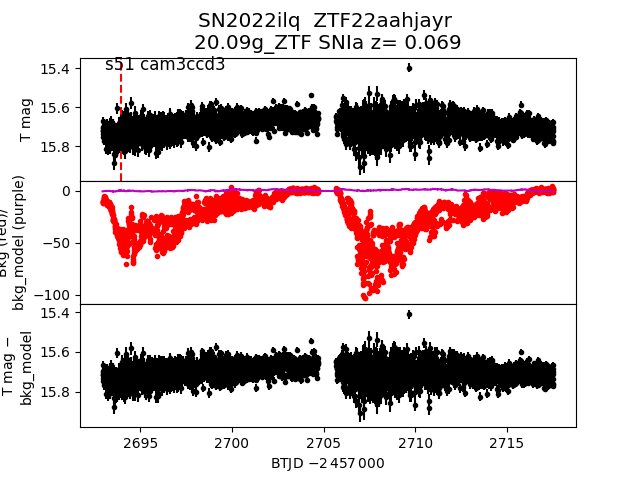 SN2022ilq  ZTF22aahjayr
20.09g_ZTF SNIa z= 0.069
s51 cam3ccd3
15.4
15.6
15.8
T mag
0
−50
−100
Bkg (red)/
bkg_model (purple)
15.4
15.6
15.8
T mag −
bkg_model
2695 2700 2705 2710 2715
BTJD −2 457 000